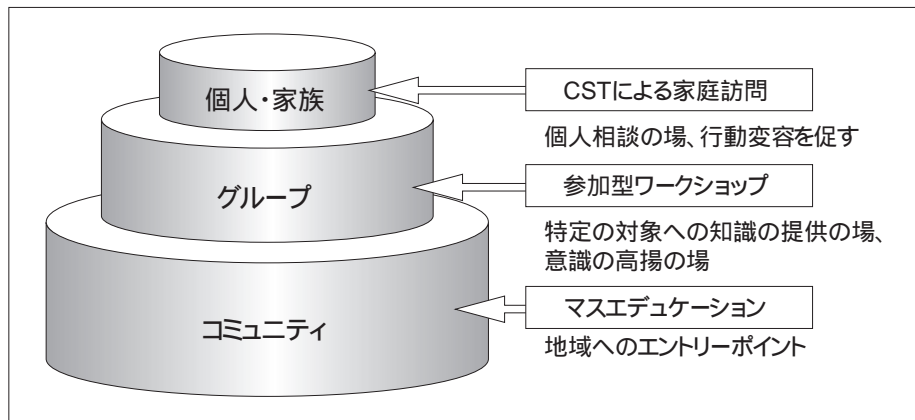 個人・家族
CSTによる家庭訪問
個人相談の場、行動変容を促す
グループ
参加型ワークショップ
特定の対象への知識の提供の場、
意識の高揚の場
コミュニティ
マスエデュケーション
地域へのエントリーポイント